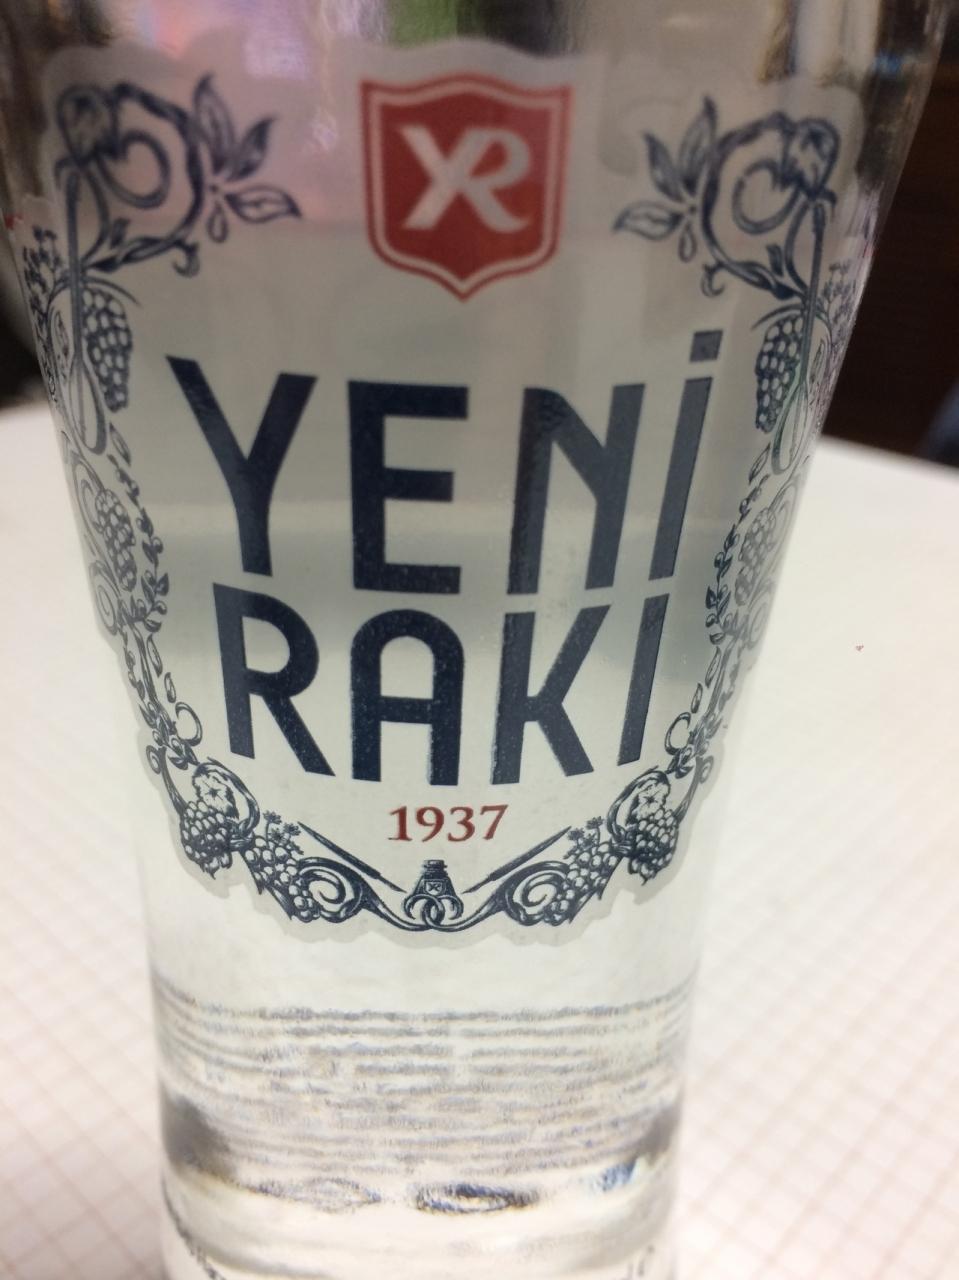 YR
YENİ
RAKI
1937